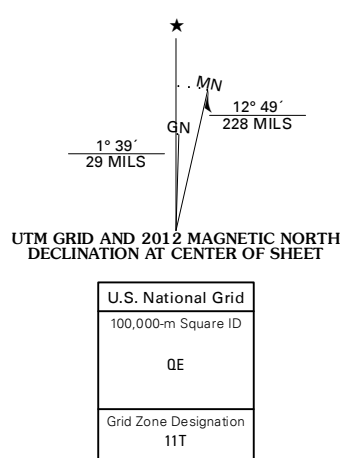 ★
MN
12° 49´
228 MILS
GN
1° 39´
29 MILS
UTM GRID AND 2012 MAGNETIC NORTH
DECLINATION AT CENTER OF SHEET
U.S. National Grid
100,000-m Square ID
QE
Grid Zone Designation
11T